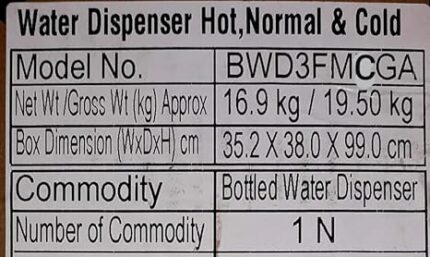 Water Dispenser Hot,Normal & Cold
Model No. BWD3FMCGA
Net Wt /Gross Wt (kg) Approx 16.9 kg / 19.50 kg
Box Dimension (WxDxH) cm 35.2 X 38.0 X 99.0 cm
Commodity Bottled Water Dispenser
Number of Commodity 1 N